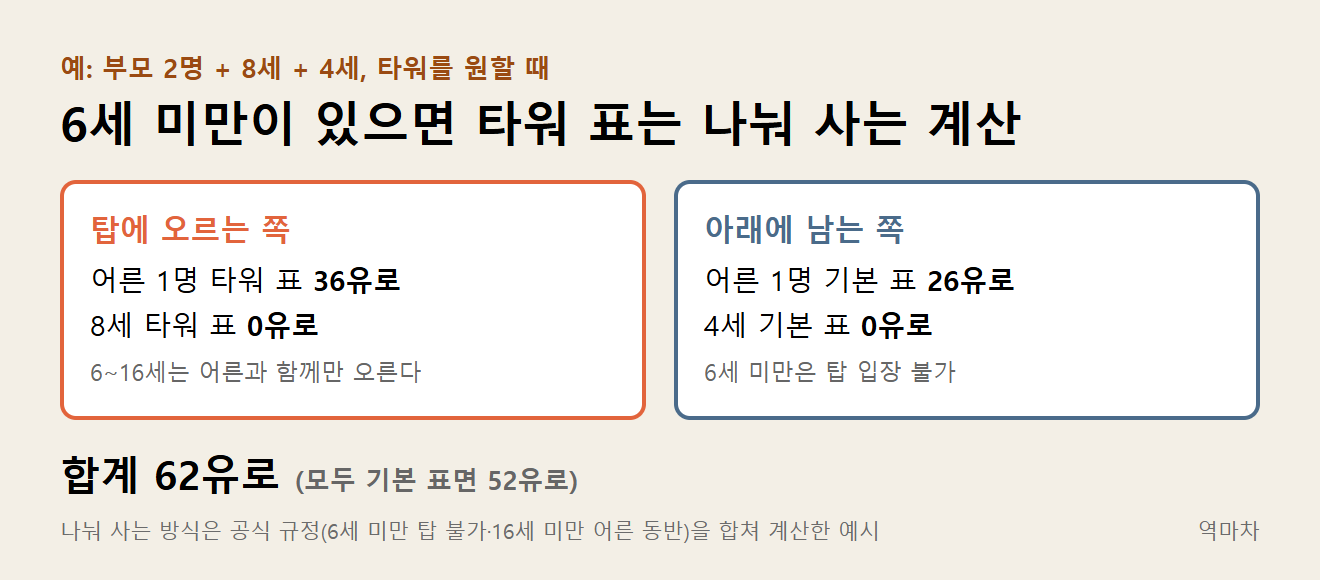 예: 부모 2명 + 8세 + 4세, 타워를 원할 때
6세 미만이 있으면 타워 표는 나눠 사는 계산
탑에 오르는 쪽
어른 1명 타워 표 36유로
8세 타워 표 0유로
6~16세는 어른과 함께만 오른다
아래에 남는 쪽
어른 1명 기본 표 26유로
4세 기본 표 0유로
6세 미만은 탑 입장 불가
합계 62유로 (모두 기본 표면 52유로)
나눠 사는 방식은 공식 규정(6세 미만 탑 불가·16세 미만 어른 동반)을 합쳐 계산한 예시
역마차